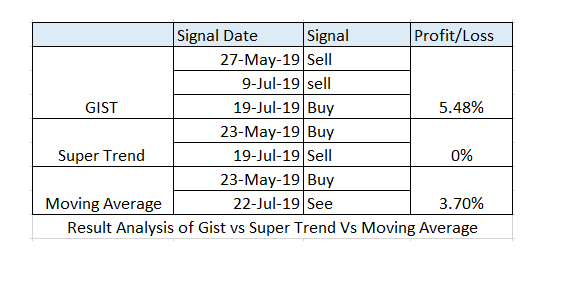 Signal Date Signal Profit/Loss
27-May-19 Sell
9-Jul-19 sell
GIST 19-Jul-19 Buy 5.48%
23-May-19 Buy
Super Trend 19-Jul-19 Sell 0%
23-May-19 Buy
Moving Average 22-Jul-19 See 3.70%
Result Analysis of Gist vs Super Trend Vs Moving Average